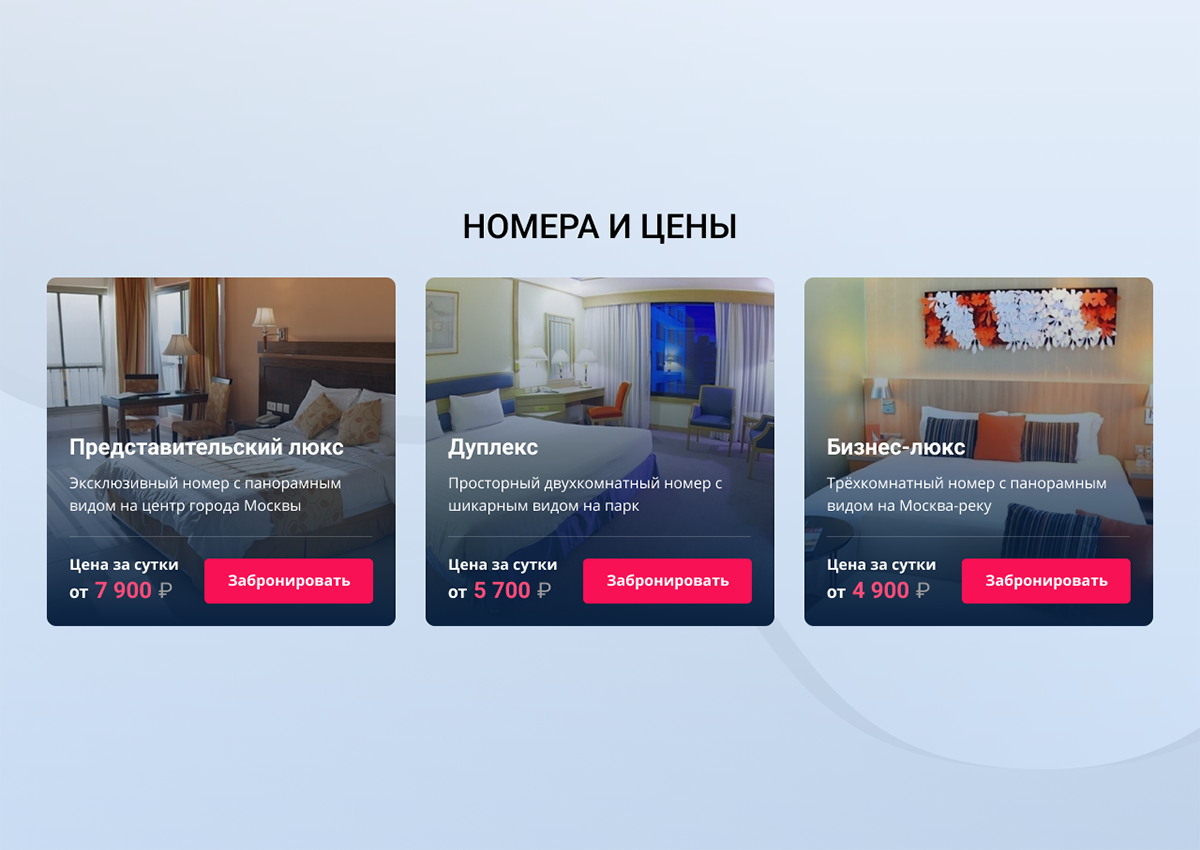 НОМЕРА И ЦЕНЫ
Представительский люкс
Эксклюзивный номер с панорамным
видом на центр города Москвы
Цена за сутки
от 7 900 ₽
Забронировать
Дуплекс
Просторный двухкомнатный номер с
шикарным видом на парк
Цена за сутки
от 5 700 ₽
Забронировать
Бизнес-люкс
Трёхкомнатный номер с панорамным
видом на Москва-реку
Цена за сутки
от 4 900 ₽
Забронировать